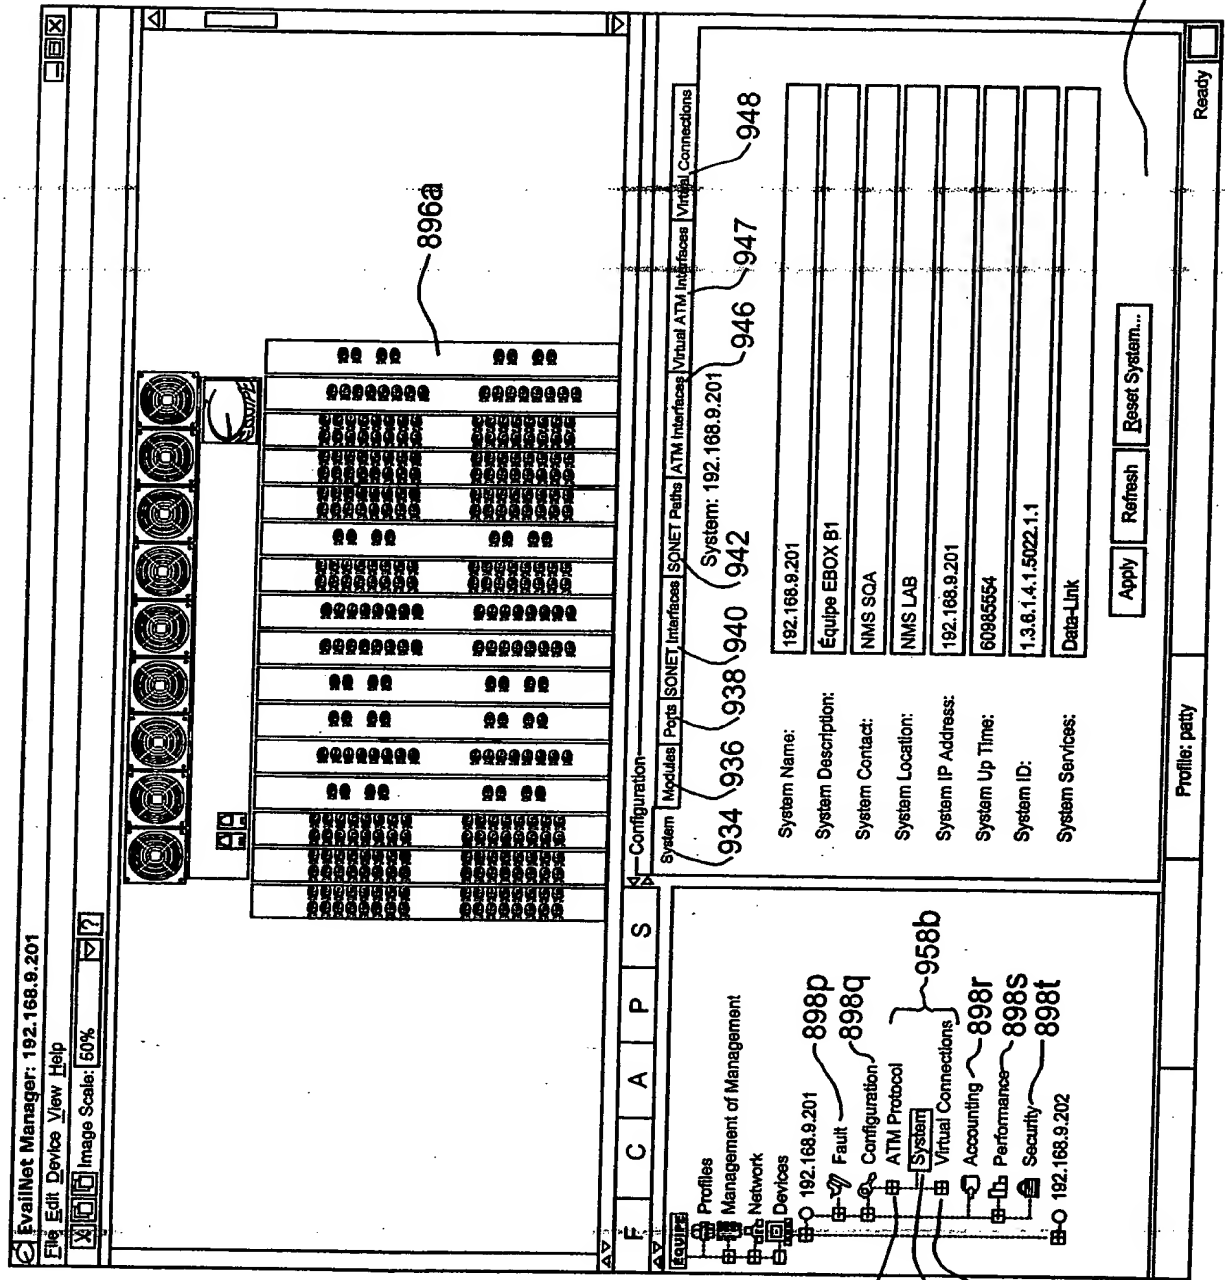 EvailNet Manager: 192.168.9.201
File Edit Device View Help
Image Scale: 50%
896a
F C A P S
ÉQUIPE
Profiles
Management of Management
Network
Devices
192.168.9.201
898p
Fault
898q
Configuration
ATM Protocol
System
958b
Virtual Connections
Accounting
898r
Performance
898s
Security
898t
192.168.9.202
Configuration
System Modules Ports SONET Interfaces SONET Paths ATM Interfaces Virtual ATM Interfaces Virtual Connections
934 936 938 940 942 946 947 948
System: 192.168.9.201
System Name: 192.168.9.201
System Description: Équipe EBOX B1
System Contact: NMS SQA
System Location: NMS LAB
System IP Address: 192.168.9.201
System Up Time: 60985554
System ID: 1.3.6.1.4.1.5022.1.1
System Services: Data-Link
Apply Refresh Reset System...
Profile: patty
Ready